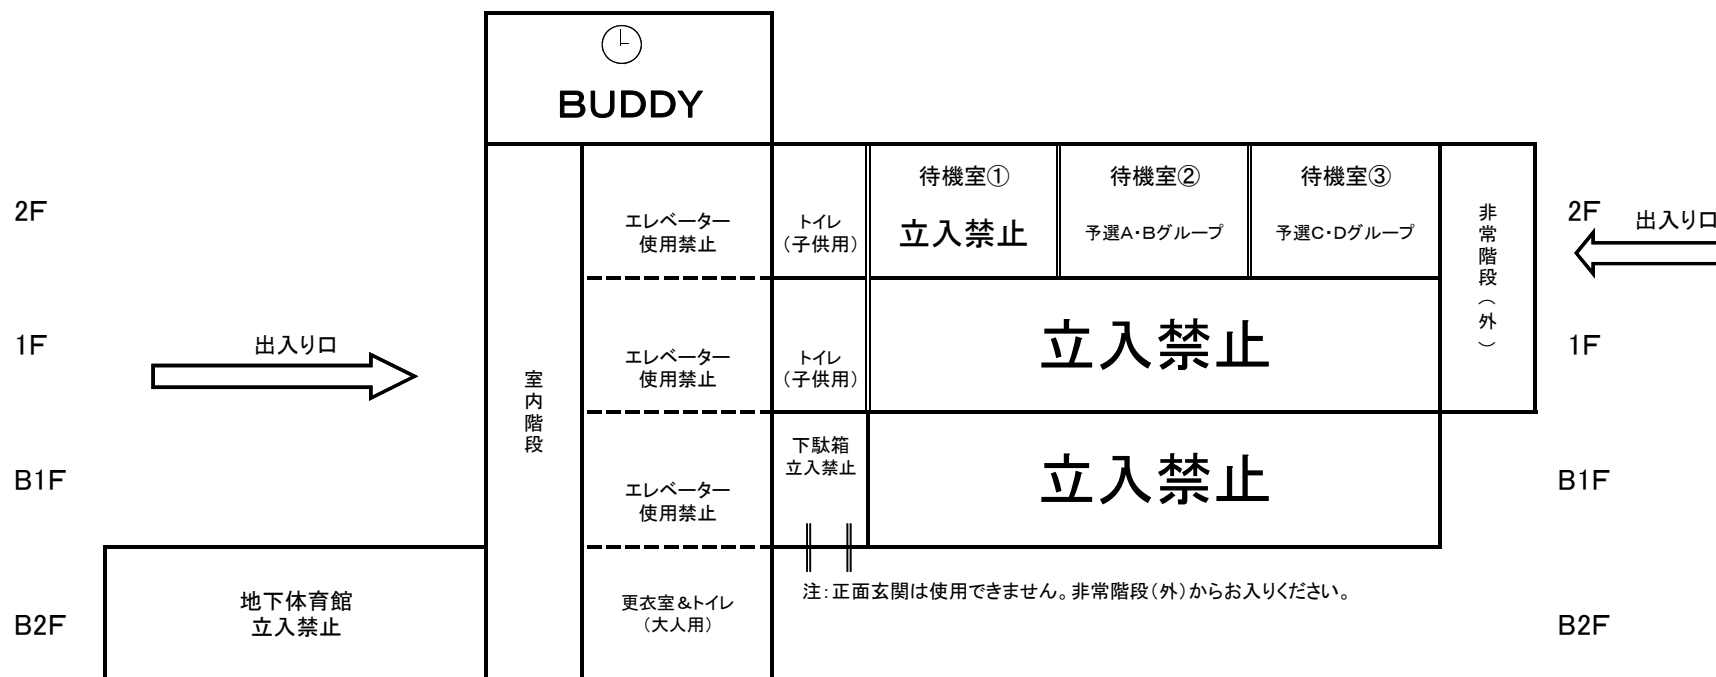 BUDDY
2F
エレベーター
使用禁止
トイレ
(子供用)
待機室①
立入禁止
待機室②
予選A・Bグループ
待機室③
予選C・Dグループ
非常階段(外)
2F
出入り口
1F
出入り口
室内階段
エレベーター
使用禁止
トイレ
(子供用)
立入禁止
1F
B1F
エレベーター
使用禁止
下駄箱
立入禁止
立入禁止
B1F
注:正面玄関は使用できません。非常階段(外)からお入りください。
B2F
地下体育館
立入禁止
更衣室&トイレ
(大人用)
B2F